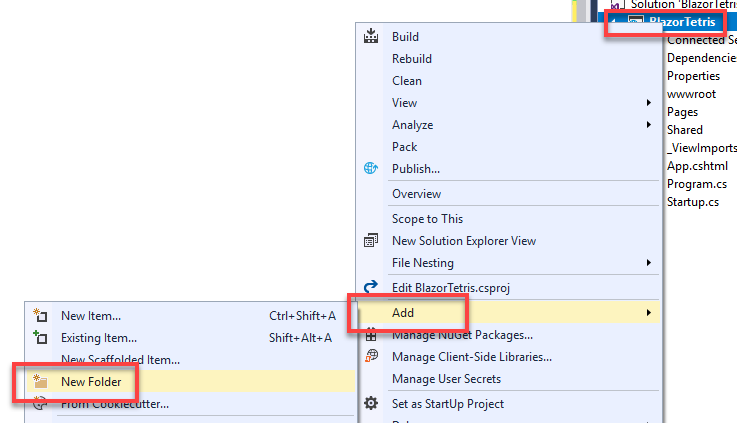 Solution 'BlazorTetris'
BlazorTetris
Connected Se
Dependencies
Properties
wwwroot
Pages
Shared
_ViewImports
App.cshtml
Program.cs
Startup.cs
Build
Rebuild
Clean
View
Analyze
Pack
Publish...
Overview
Scope to This
New Solution Explorer View
File Nesting
Edit BlazorTetris.csproj
Add
Manage NuGet Packages...
Manage Client-Side Libraries...
Manage User Secrets
Set as StartUp Project
New Item... Ctrl+Shift+A
Existing Item... Shift+Alt+A
New Scaffolded Item...
New Folder
From Cookiecutter...